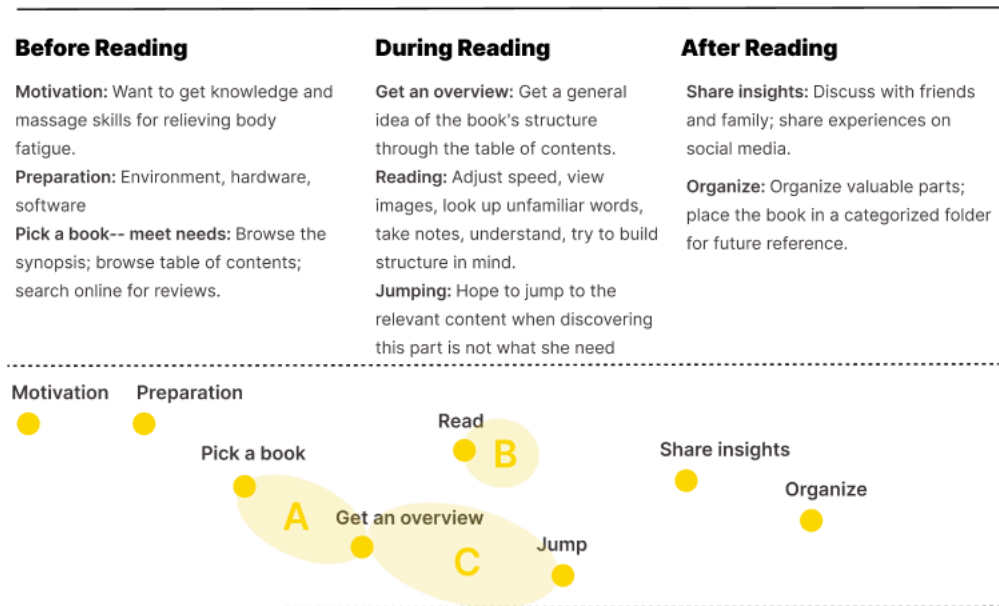 Before Reading
Motivation: Want to get knowledge and
massage skills for relieving body
fatigue.
Preparation: Environment, hardware,
software
Pick a book-- meet needs: Browse the
synopsis; browse table of contents;
search online for reviews.
During Reading
Get an overview: Get a general
idea of the book's structure
through the table of contents.
Reading: Adjust speed, view
images, look up unfamiliar words,
take notes, understand, try to build
structure in mind.
Jumping: Hope to jump to the
relevant content when discovering
this part is not what she need
After Reading
Share insights: Discuss with friends
and family; share experiences on
social media.
Organize: Organize valuable parts;
place the book in a categorized folder
for future reference.
Motivation
Preparation
Pick a book
A
Get an overview
Read
B
C
Jump
Share insights
Organize